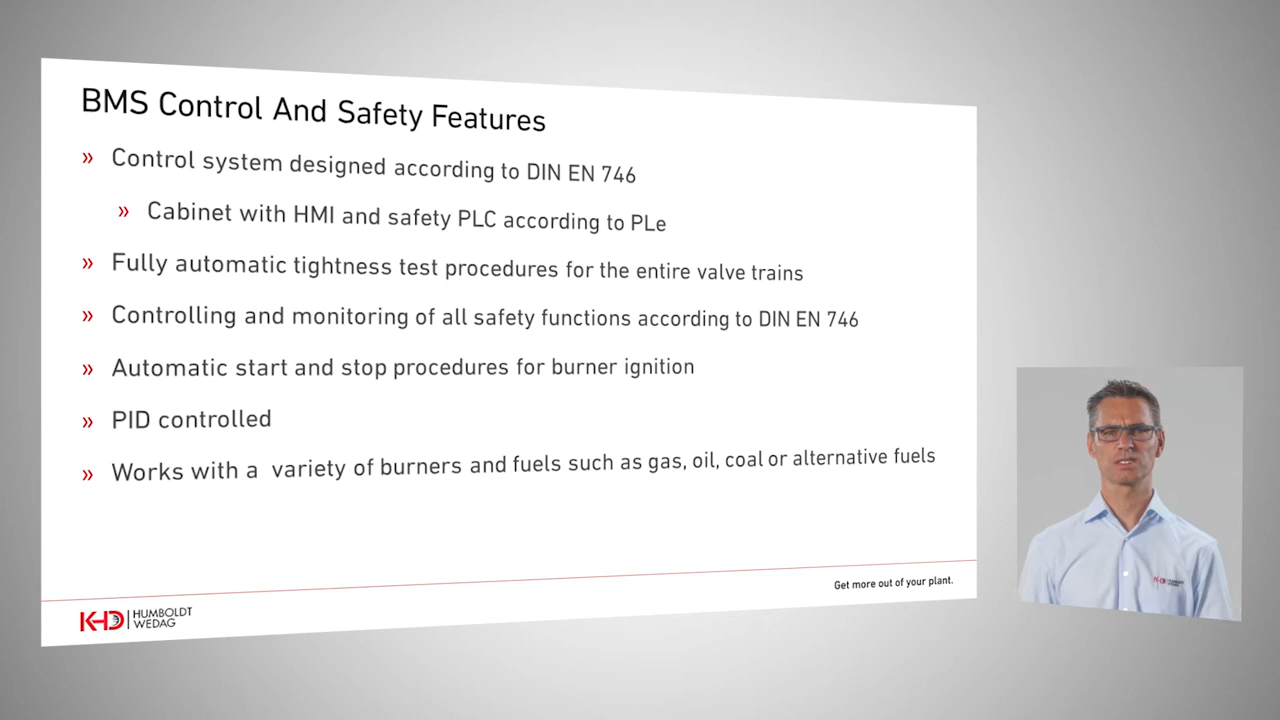 BMS Control And Safety Features
» Control system designed according to DIN EN 746
» Cabinet with HMI and safety PLC according to PLe
» Fully automatic tightness test procedures for the entire valve trains
» Controlling and monitoring of all safety functions according to DIN EN 746
» Automatic start and stop procedures for burner ignition
» PID controlled
» Works with a variety of burners and fuels such as gas, oil, coal or alternative fuels
Get more out of your plant.
KHD HUMBOLDT
WEDAG
KHD HUMBOLDT
WEDAG